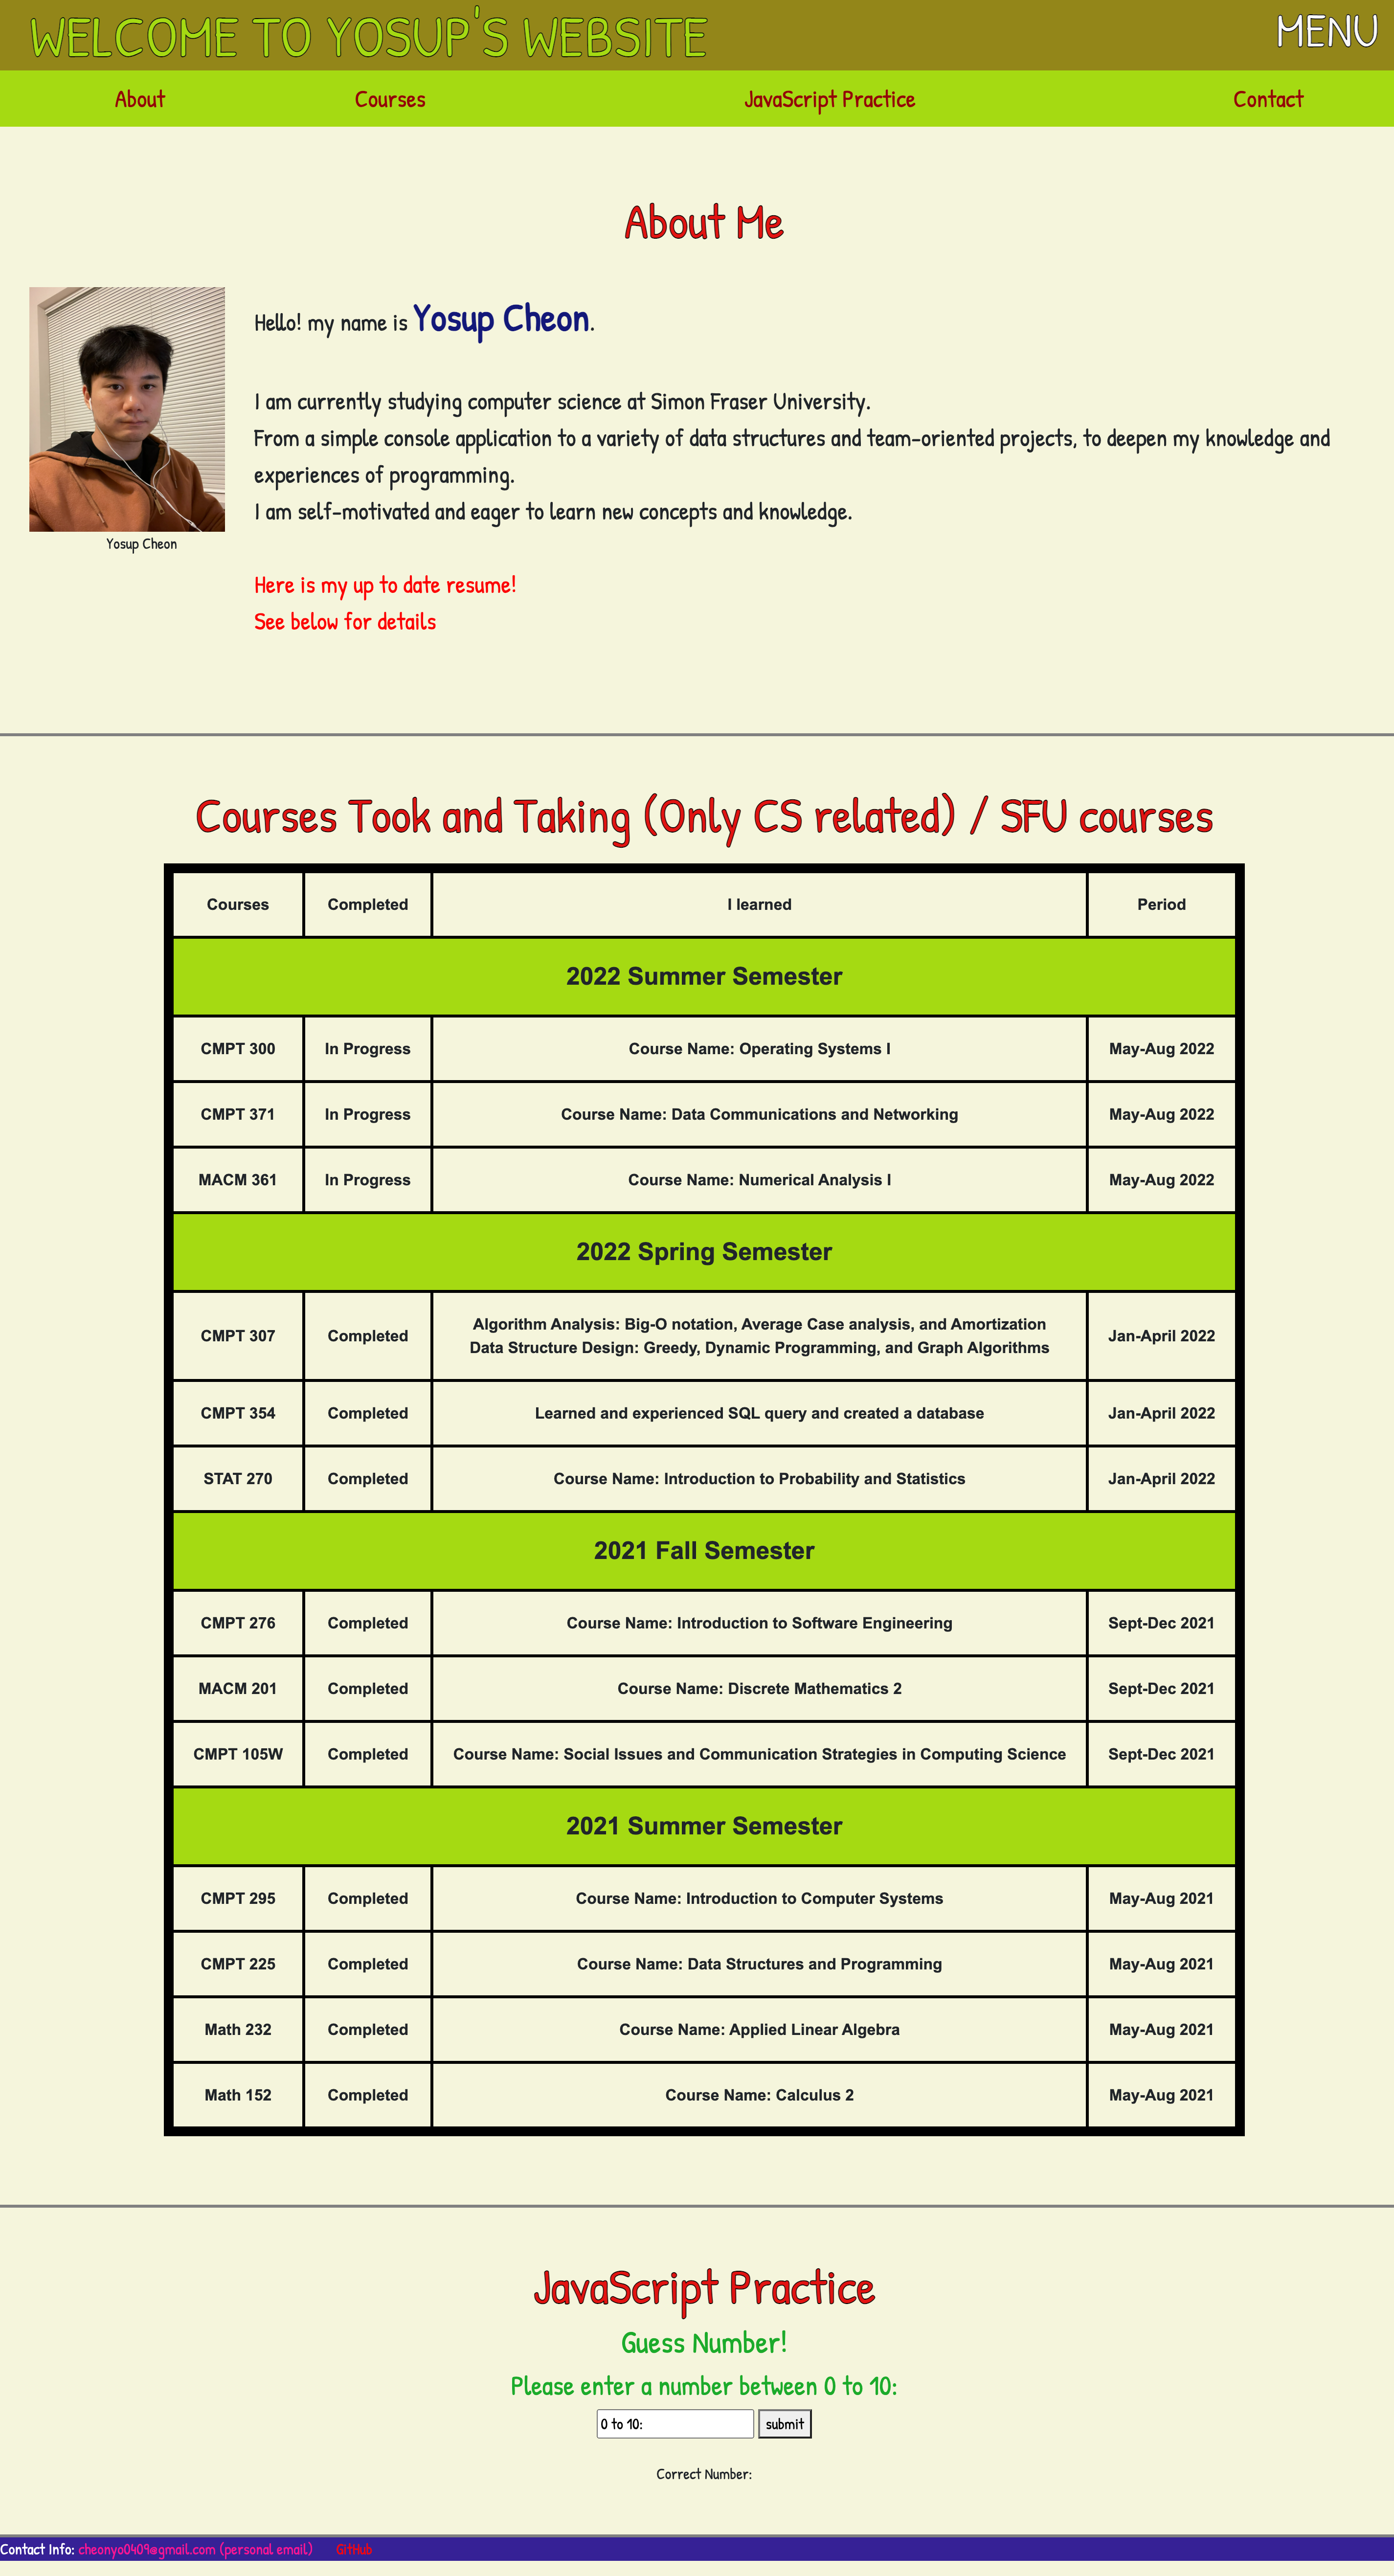 WELCOME TO YOSUP'S WEBSITE
MENU
About
Courses
JavaScript Practice
Contact
About Me
Hello! my name is Yosup Cheon.
I am currently studying computer science at Simon Fraser University.
From a simple console application to a variety of data structures and team-oriented projects, to deepen my knowledge and
experiences of programming.
I am self-motivated and eager to learn new concepts and knowledge.
Yosup Cheon
Here is my up to date resume!
See below for details
Courses Took and Taking (Only CS related) / SFU courses
Courses Completed I learned Period
2022 Summer Semester
CMPT 300 In Progress Course Name: Operating Systems I May-Aug 2022
CMPT 371 In Progress Course Name: Data Communications and Networking May-Aug 2022
MACM 361 In Progress Course Name: Numerical Analysis I May-Aug 2022
2022 Spring Semester
CMPT 307 Completed Algorithm Analysis: Big-O notation, Average Case analysis, and Amortization
Data Structure Design: Greedy, Dynamic Programming, and Graph Algorithms Jan-April 2022
CMPT 354 Completed Learned and experienced SQL query and created a database Jan-April 2022
STAT 270 Completed Course Name: Introduction to Probability and Statistics Jan-April 2022
2021 Fall Semester
CMPT 276 Completed Course Name: Introduction to Software Engineering Sept-Dec 2021
MACM 201 Completed Course Name: Discrete Mathematics 2 Sept-Dec 2021
CMPT 105W Completed Course Name: Social Issues and Communication Strategies in Computing Science Sept-Dec 2021
2021 Summer Semester
CMPT 295 Completed Course Name: Introduction to Computer Systems May-Aug 2021
CMPT 225 Completed Course Name: Data Structures and Programming May-Aug 2021
Math 232 Completed Course Name: Applied Linear Algebra May-Aug 2021
Math 152 Completed Course Name: Calculus 2 May-Aug 2021
JavaScript Practice
Guess Number!
Please enter a number between 0 to 10:
0 to 10: submit
Correct Number:
Contact Info: cheonyo0409@gmail.com (personal email) GitHub